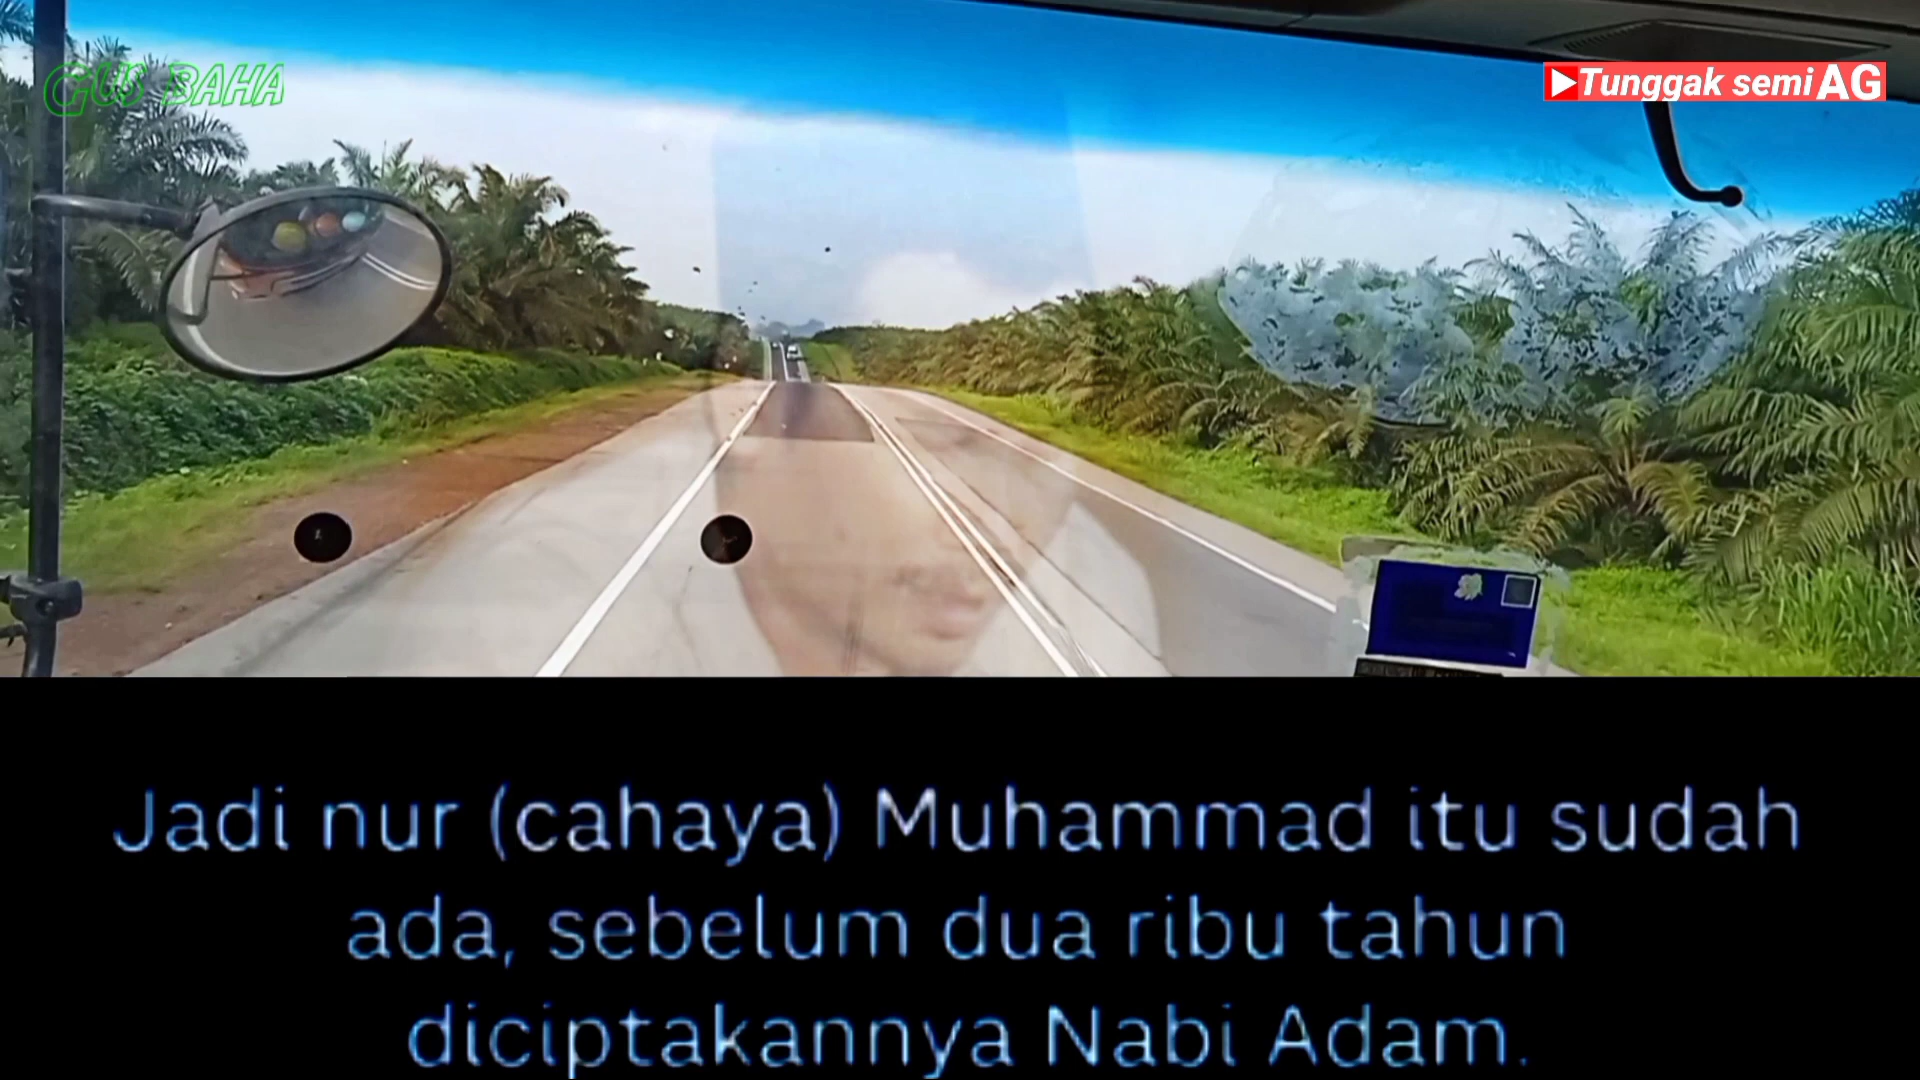 GUS BAHA
Tunggak semi AG
Jadi nur (cahaya) Muhammad itu sudah
ada, sebelum dua ribu tahun
diciptakannya Nabi Adam.